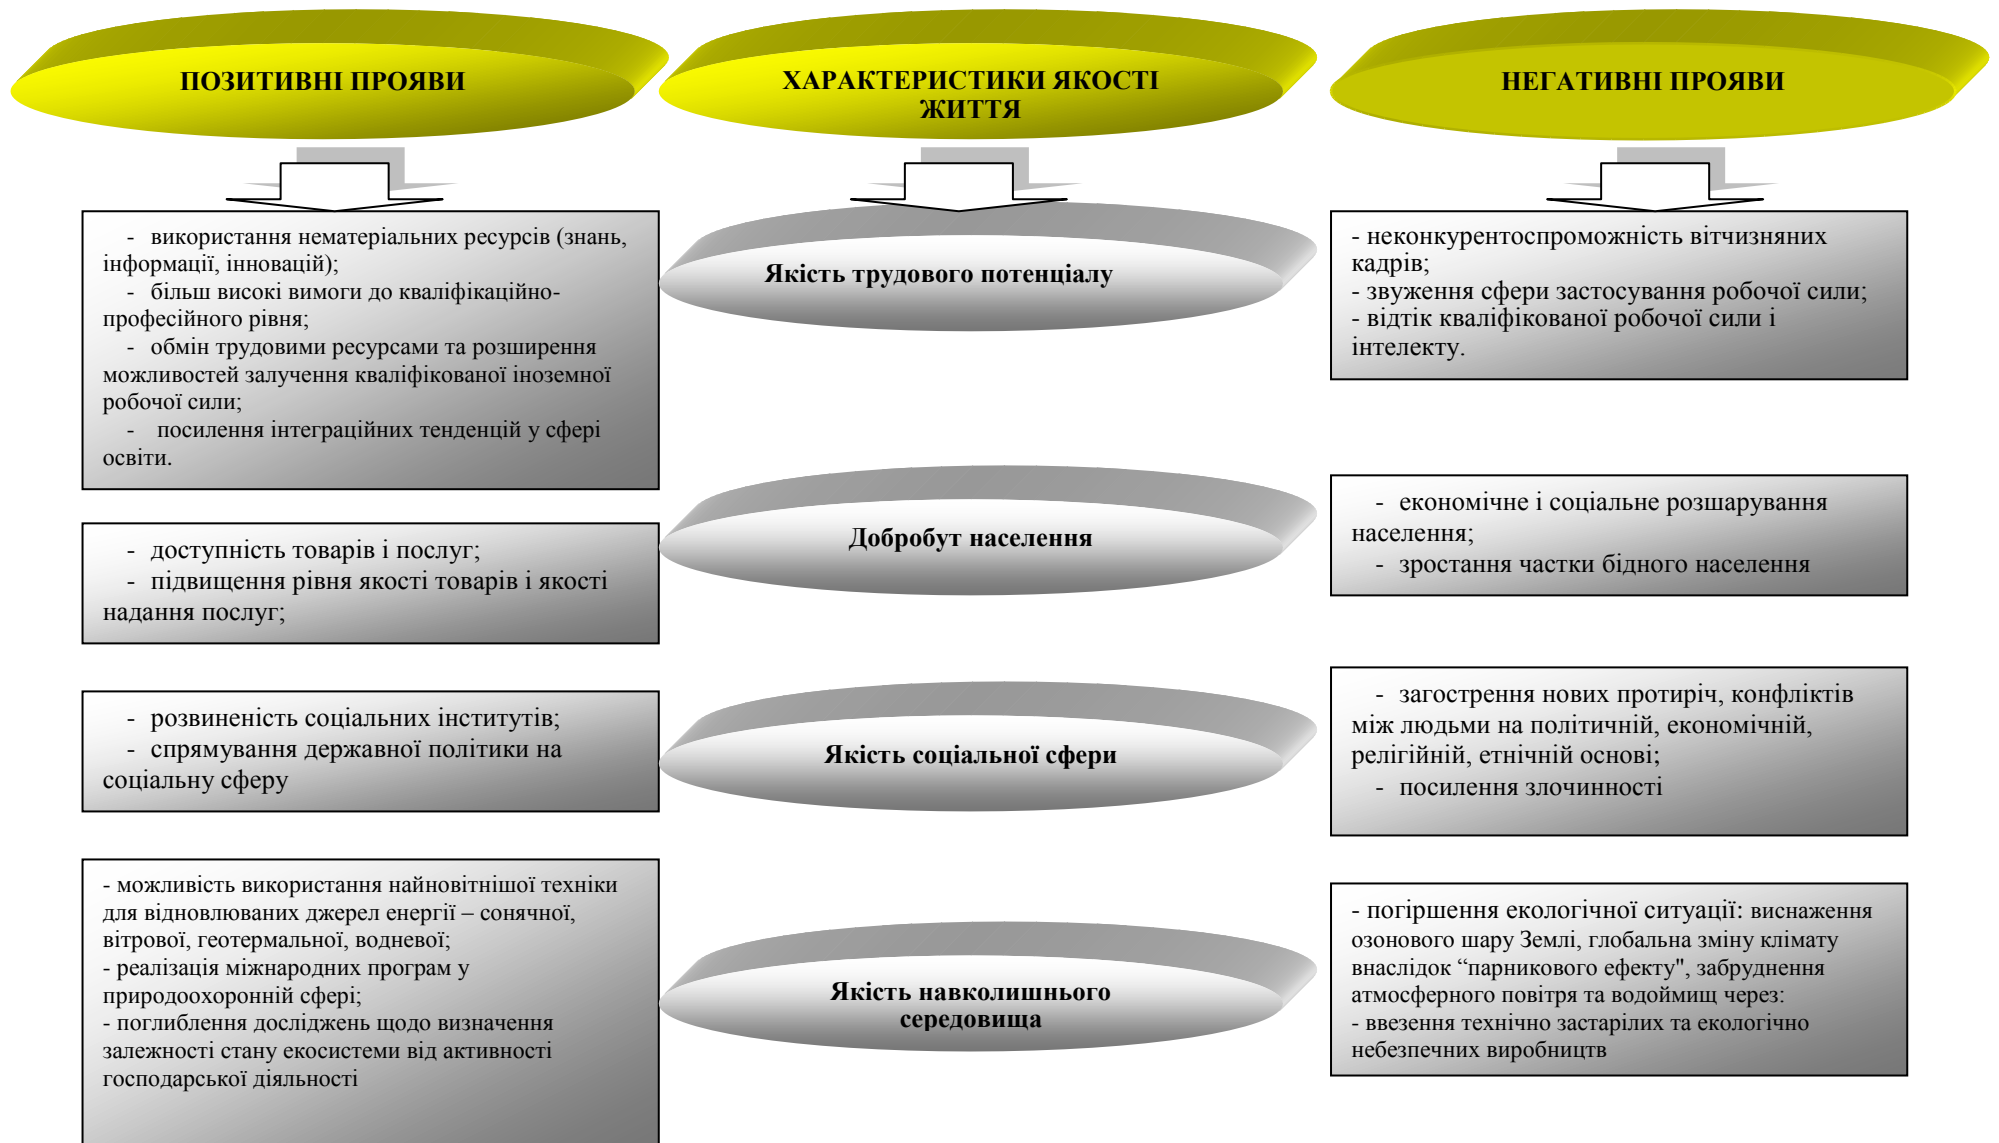 ПОЗИТИВНІ ПРОЯВИ
ХАРАКТЕРИСТИКИ ЯКОСТІ
ЖИТТЯ
НЕГАТИВНІ ПРОЯВИ
- використання нематеріальних ресурсів (знань,
інформації, інновацій);
- більш високі вимоги до кваліфікаційно-
професійного рівня;
- обмін трудовими ресурсами та розширення
можливостей залучення кваліфікованої іноземної
робочої сили;
- посилення інтеграційних тенденцій у сфері
освіти.
Якість трудового потенціалу
- неконкурентоспроможність вітчизняних
кадрів;
- звуження сфери застосування робочої сили;
- відтік кваліфікованої робочої сили і
інтелекту.
- доступність товарів і послуг;
- підвищення рівня якості товарів і якості
надання послуг;
Добробут населення
- економічне і соціальне розшарування
населення;
- зростання частки бідного населення
- розвиненість соціальних інститутів;
- спрямування державної політики на
соціальну сферу
Якість соціальної сфери
- загострення нових протиріч, конфліктів
між людьми на політичній, економічній,
релігійній, етнічній основі;
- посилення злочинності
- можливість використання найновітнішої техніки
для відновлюваних джерел енергії – сонячної,
вітрової, геотермальної, водневої;
- реалізація міжнародних програм у
природоохоронній сфері;
- поглиблення досліджень щодо визначення
залежності стану екосистеми від активності
господарської діяльності
Якість навколишнього
середовища
- погіршення екологічної ситуації: виснаження
озонового шару Землі, глобальна зміну клімату
внаслідок “парникового ефекту", забруднення
атмосферного повітря та водоймищ через:
- ввезення технічно застарілих та екологічно
небезпечних виробництв